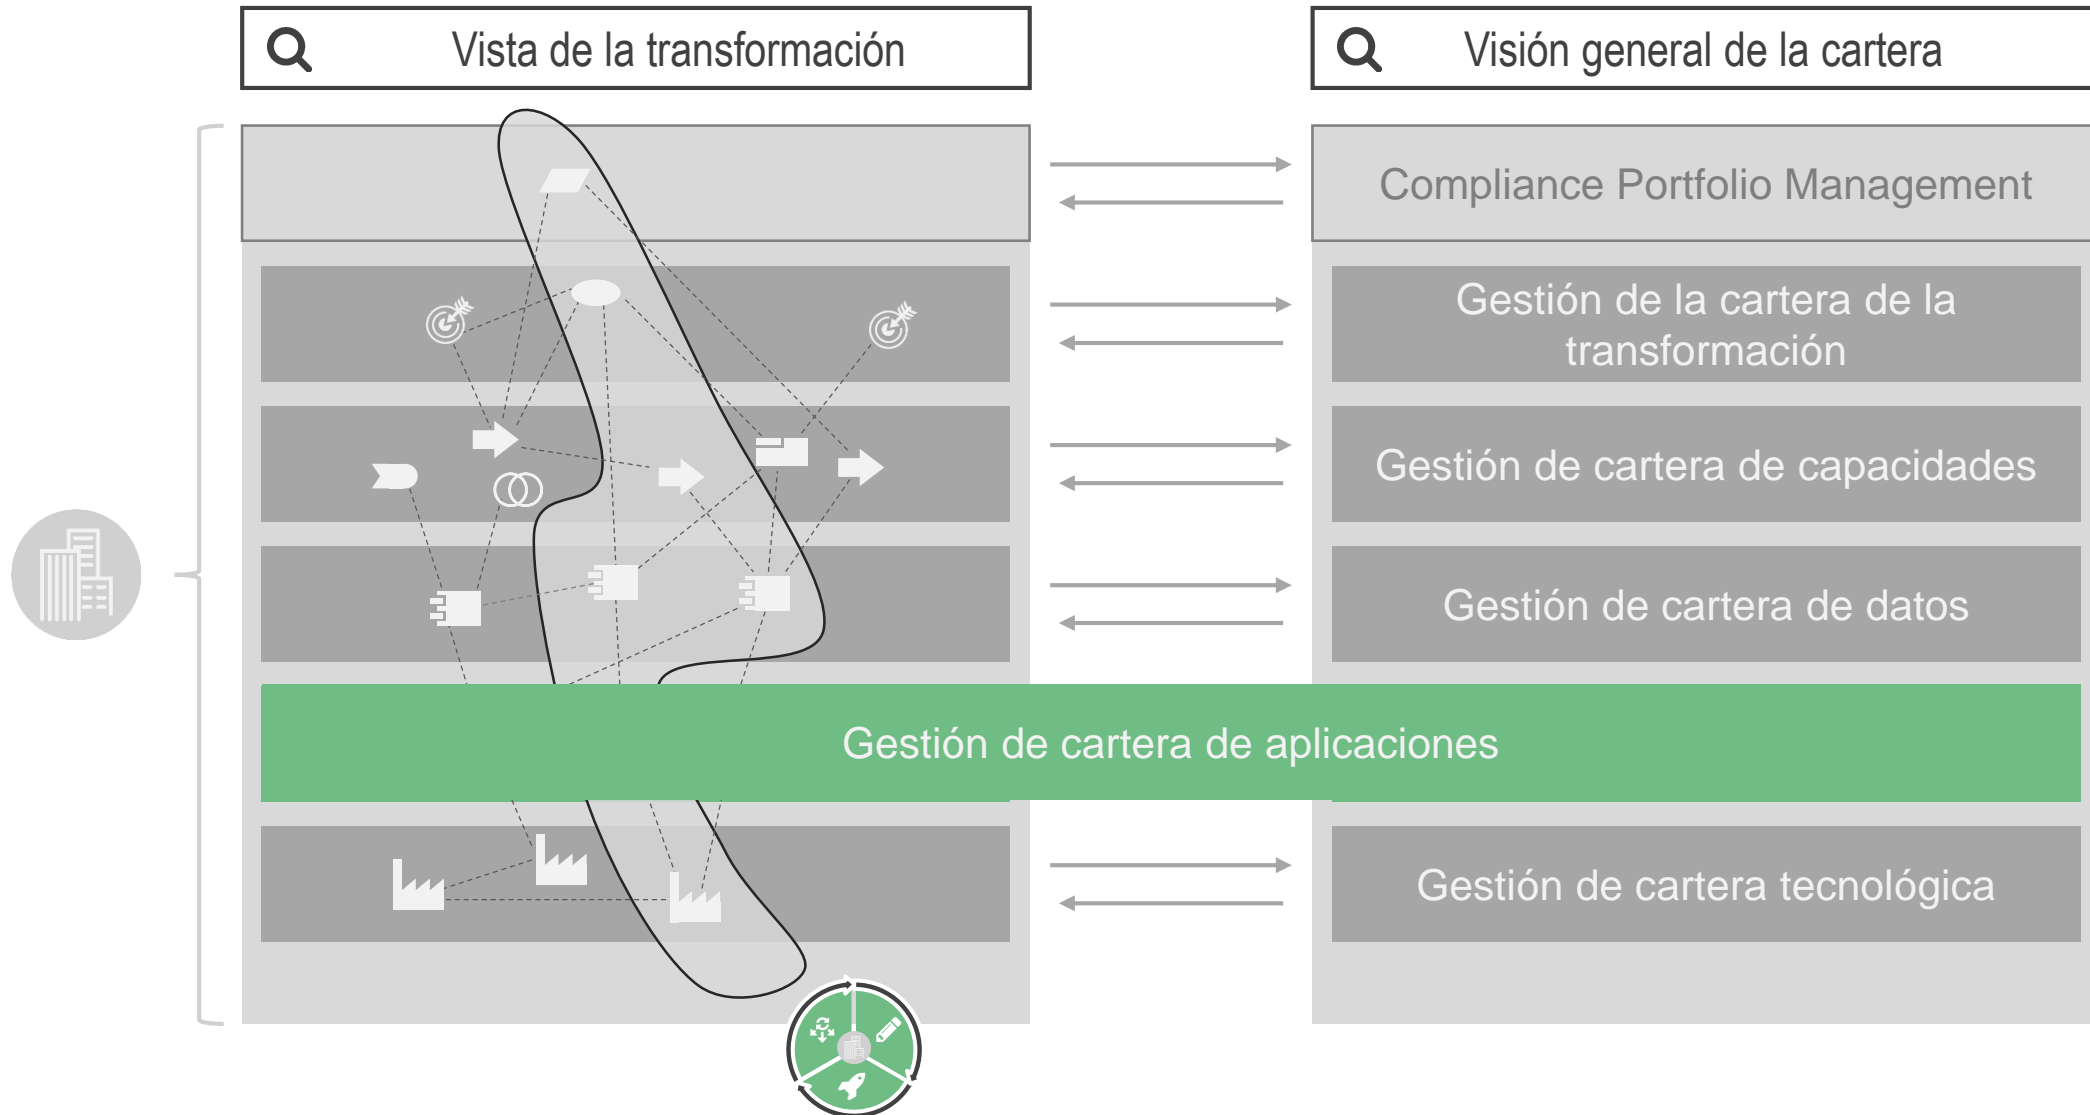 Vista de la transformación
Visión general de la cartera
Compliance Portfolio Management
Gestión de la cartera de la
transformación
Gestión de cartera de capacidades
Gestión de cartera de datos
Gestión de cartera de aplicaciones
Gestión de cartera tecnológica